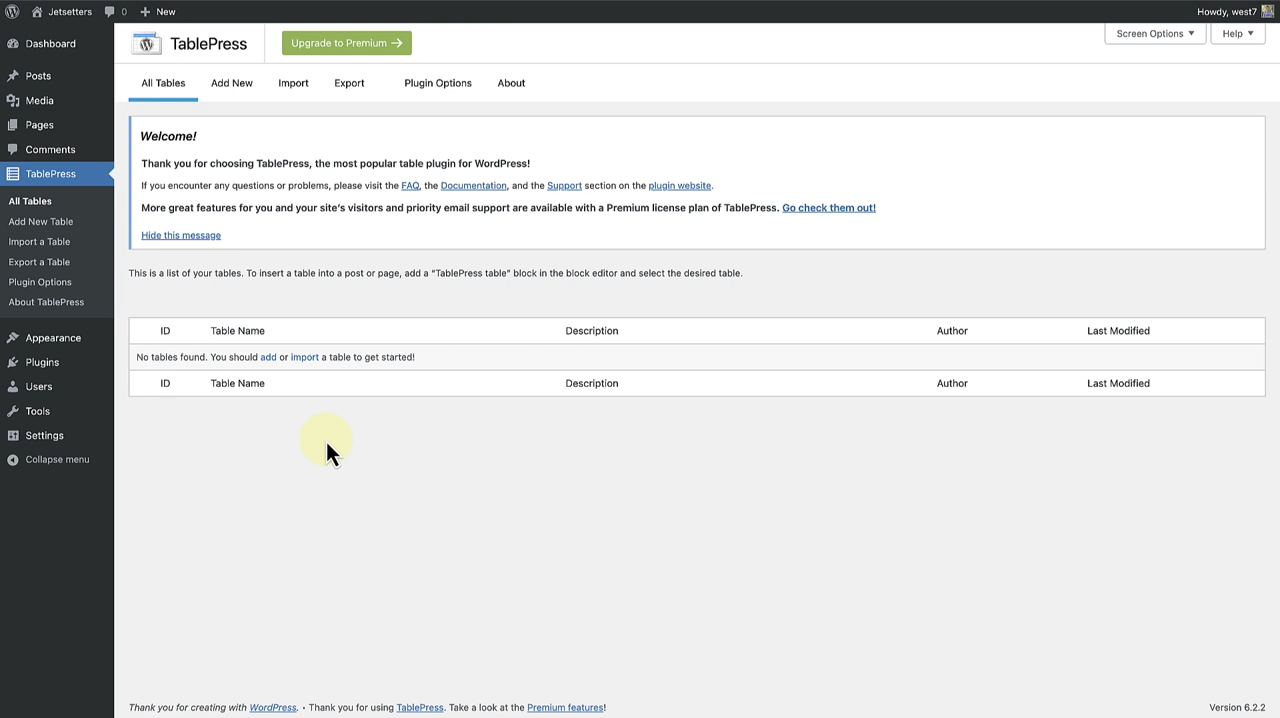 Jetsetters 0 New Howdy, west7
Dashboard
Posts
Media
Pages
Comments
TablePress
All Tables
Add New Table
Import a Table
Export a Table
Plugin Options
About TablePress
Appearance
Plugins
Users
Tools
Settings
Collapse menu
TablePress Upgrade to Premium → Screen Options ▼ Help ▼
All Tables Add New Import Export Plugin Options About
Welcome!
Thank you for choosing TablePress, the most popular table plugin for WordPress!
If you encounter any questions or problems, please visit the FAQ, the Documentation, and the Support section on the plugin website.
More great features for you and your site's visitors and priority email support are available with a Premium license plan of TablePress. Go check them out!
Hide this message
This is a list of your tables. To insert a table into a post or page, add a “TablePress table” block in the block editor and select the desired table.
ID Table Name Description Author Last Modified
No tables found. You should add or import a table to get started!
ID Table Name Description Author Last Modified
Thank you for creating with WordPress. • Thank you for using TablePress. Take a look at the Premium features! Version 6.2.2